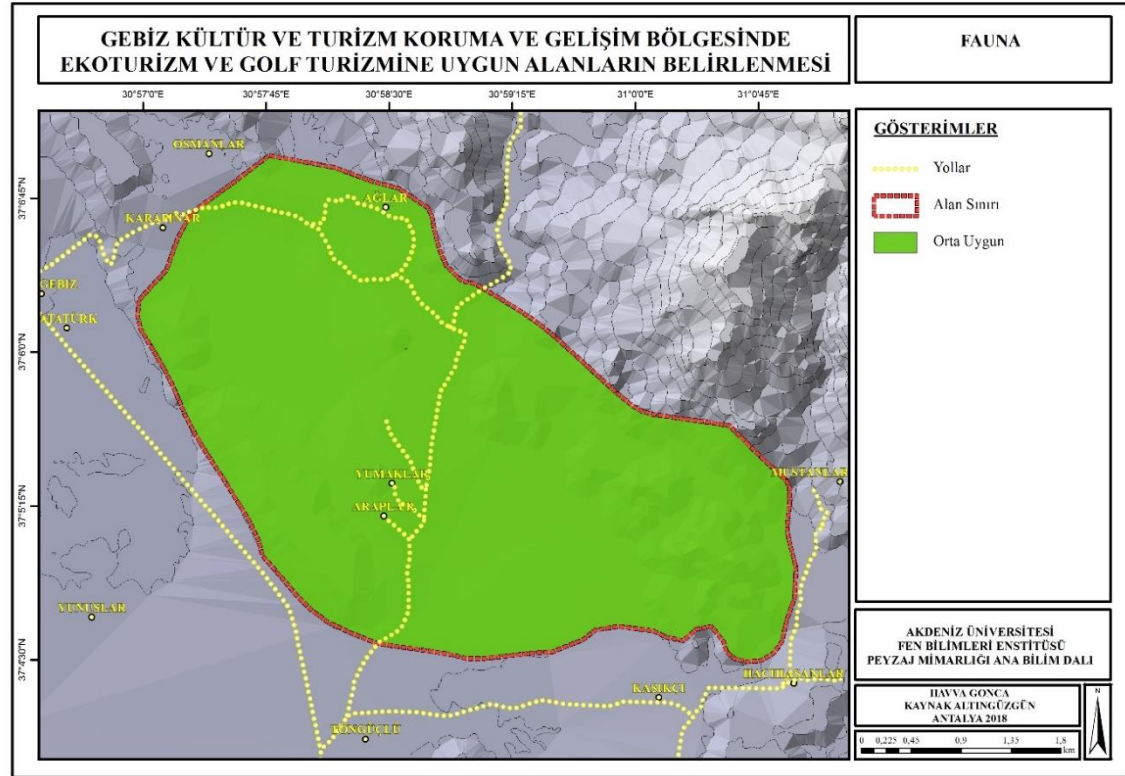 GEBİZ KÜLTÜR VE TURİZM KORUMA VE GELİŞİM BÖLGESİNDE
EKOTURİZM VE GOLF TURİZMİNE UYGUN ALANLARIN BELİRLENMESİ
FAUNA
30°57'0"E 30°57'45"E 30°58'30"E 30°59'15"E 31°0'0"E 31°0'45"E
37°6'45"N
37°6'0"N
37°5'15"N
37°4'30"N
OSMANLAR
AĞLAR
KARAPINAR
GEBİZ
ATATÜRK
YUMAKLAR
MUSTANLAR
ARAPLAR
YUNUSLAR
HACIHASANLAR
KAŞIKÇI
TONGUÇLU
GÖSTERİMLER
Yollar
Alan Sınırı
Orta Uygun
AKDENİZ ÜNİVERSİTESİ
FEN BİLİMLERİ ENSTİTÜSÜ
PEYZAJ MİMARLIĞI ANA BİLİM DALI
HAVVA GONCA
KAYNAK ALTINGÜZGÜN
ANTALYA 2018
N
0 0,225 0,45 0,9 1,35 1,8
km